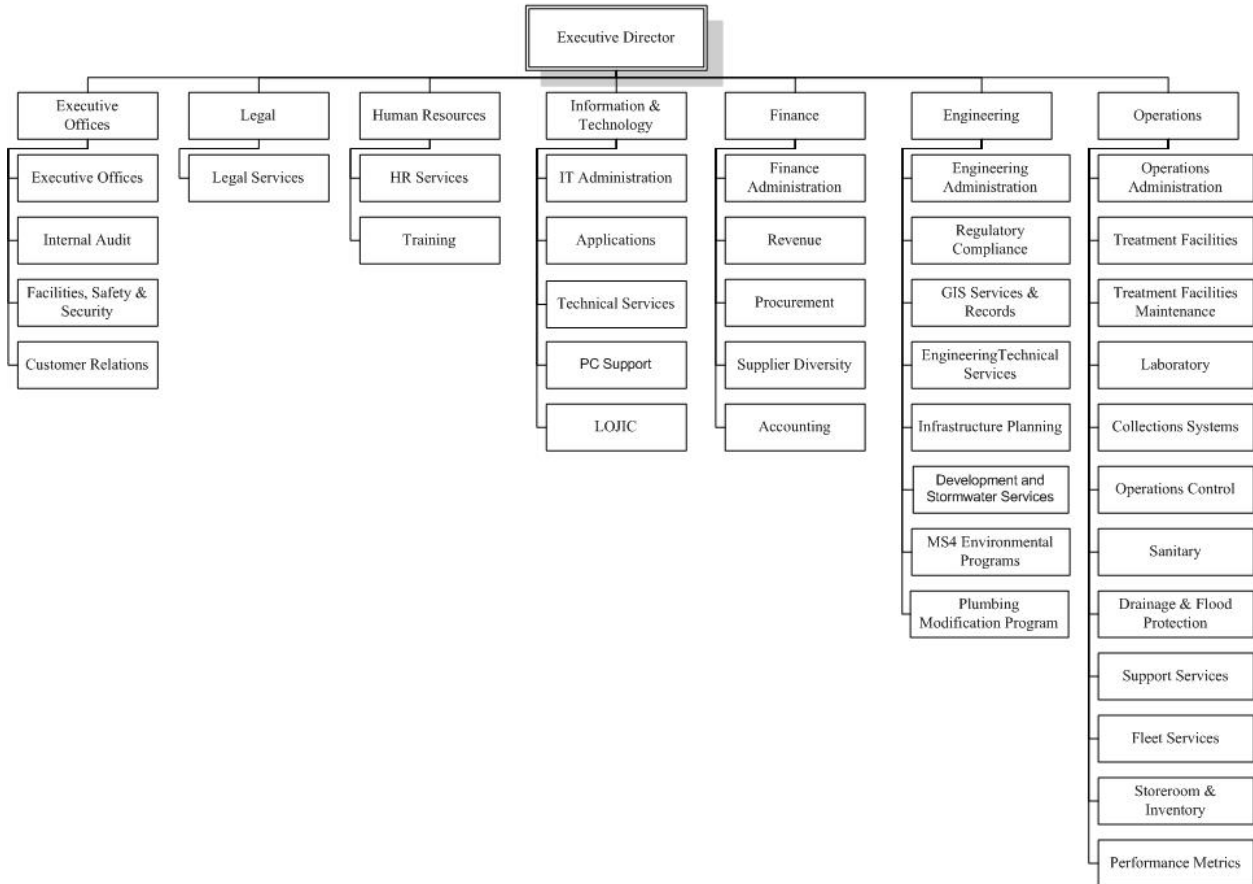 Executive Director
Executive
Offices
Legal
Human Resources
Information &
Technology
Finance
Engineering
Operations
Executive Offices
Internal Audit
Facilities, Safety &
Security
Customer Relations
Legal Services
HR Services
Training
IT Administration
Applications
Technical Services
PC Support
LOJIC
Finance
Administration
Revenue
Procurement
Supplier Diversity
Accounting
Engineering
Administration
Regulatory
Compliance
GIS Services &
Records
EngineeringTechnical
Services
Infrastructure Planning
Development and
Stormwater Services
MS4 Environmental
Programs
Plumbing
Modification Program
Operations
Administration
Treatment Facilities
Treatment Facilities
Maintenance
Laboratory
Collections Systems
Operations Control
Sanitary
Drainage & Flood
Protection
Support Services
Fleet Services
Storeroom &
Inventory
Performance Metrics